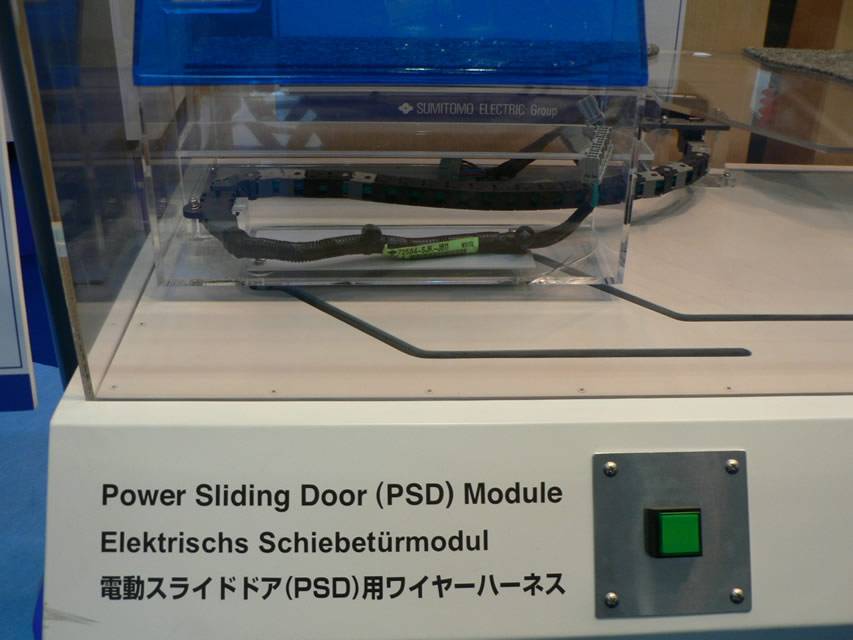 SUMITOMO ELECTRIC Group
Power Sliding Door (PSD) Module
Elektrischs Schiebetürmodul
電動スライドドア(PSD)用ワイヤーハーネス